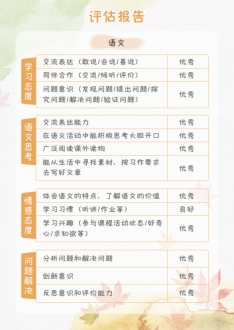 评估报告
语文
学习态度
交流表达（敢说/会说/善说）
优秀
同伴合作（交流/倾听/评价）
优秀
问题意识（发现问题/提出问题/探
究问题/解决问题/验证问题）
优秀
语文思考
交流表达能力
优秀
在语文活动中能积极思考大胆开口
优秀
广泛阅读课外读物
优秀
能从生活中寻找素材，按习作要求
去写好文章
优秀
情感态度
体会语文的特点，了解语文的价值
优秀
学习习惯（听讲/作业等）
良好
学习兴趣（参与课程活动状态/好奇
心/求知欲等）
优秀
问题解决
分析问题和解决问题
优秀
创新意识
优秀
反思意识和评价能力
优秀